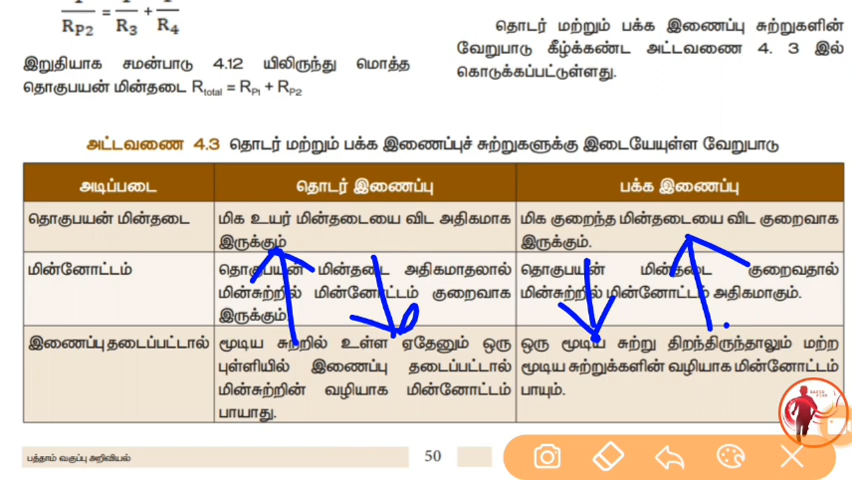 R_P2 = R₃ + R₄
இறுதியாக சமன்பாடு 4.12 யிலிருந்து மொத்த
தொகுபயன் மின்தடை R_total = R_P1 + R_P2
தொடர் மற்றும் பக்க இணைப்பு சுற்றுகளின்
வேறுபாடு கீழ்க்கண்ட அட்டவணை 4. 3 இல்
கொடுக்கப்பட்டுள்ளது.
அட்டவணை 4.3 தொடர் மற்றும் பக்க இணைப்புச் சுற்றுகளுக்கு இடையேயுள்ள வேறுபாடு
அடிப்படை தொடர் இணைப்பு பக்க இணைப்பு
தொகுபயன் மின்தடை
மிக உயர் மின்தடையை விட அதிகமாக
இருக்கும்
மிக குறைந்த மின்தடையை விட குறைவாக
இருக்கும்.
மின்னோட்டம்
தொகுபயன் மின்தடை அதிகமாதலால்
மின்சுற்றில் மின்னோட்டம் குறைவாக
இருக்கும்
தொகுபயன் மின்தடை குறைவதால்
மின்சுற்றில் மின்னோட்டம் அதிகமாகும்.
இணைப்பு தடைபட்டால்
மூடிய சுற்றில் உள்ள ஏதேனும் ஒரு
புள்ளியில் இணைப்பு தடைப்பட்டால்
மின்சுற்றின் வழியாக மின்னோட்டம்
பாயாது.
ஒரு மூடிய சுற்று திறந்திருந்தாலும் மற்ற
மூடிய சுற்றுக்களின் வழியாக மின்னோட்டம்
பாயும்.
பத்தாம் வகுப்பு அறிவியல்
50